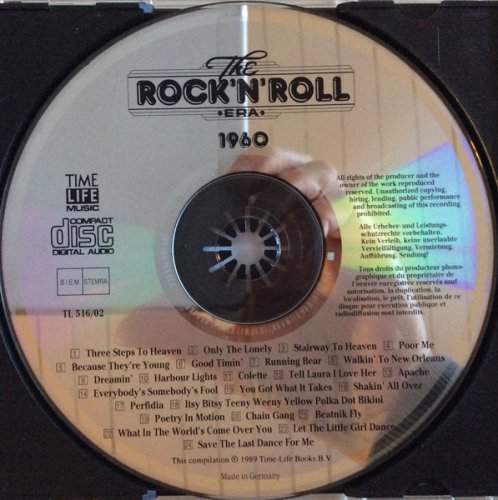 The
ROCK'N'ROLL
•ERA•
1960
TIME
LIFE
MUSIC
COMPACT
disc
DIGITAL AUDIO
B.I.E.M. STEMRA
TL 516/02
All rights of the producer and the
owner of the work reproduced
reserved. Unauthorized copying,
hiring, lending, public performance
and broadcasting of this recording
prohibited.
Alle Urheber- und Leistungs-
schutzrechte vorbehalten.
Kein Verleih, keine unerlaubte
Vervielfältigung, Vermietung,
Aufführung, Sendung!
Tous droits du producteur phono-
graphique et du propriétaire de
l'oeuvre enregistrée réservés sauf
autorisation, la duplication, la
localisation, le prêt, l'utilisation de ce
disque pour execution publique et
radiodiffusion sont interdits.
1 Three Steps To Heaven 2 Only The Lonely 3 Stairway To Heaven 4 Poor Me
5 Because They're Young 6 Good Timin' 7 Running Bear 8 Walkin' To New Orleans
9 Dreamin' 10 Harbour Lights 11 Colette 12 Tell Laura I Love Her 13 Apache
14 Everybody's Somebody's Fool 15 You Got What It Takes 16 Shakin' All Over
17 Perfidia 18 Itsy Bitsy Teeny Weeny Yellow Polka Dot Bikini
19 Poetry In Motion 20 Chain Gang 21 Beatnik Fly
22 What In The World's Come Over You 23 Let The Little Girl Dance
24 Save The Last Dance For Me
This compilation ℗ 1989 Time-Life Books B.V.
Made in Germany